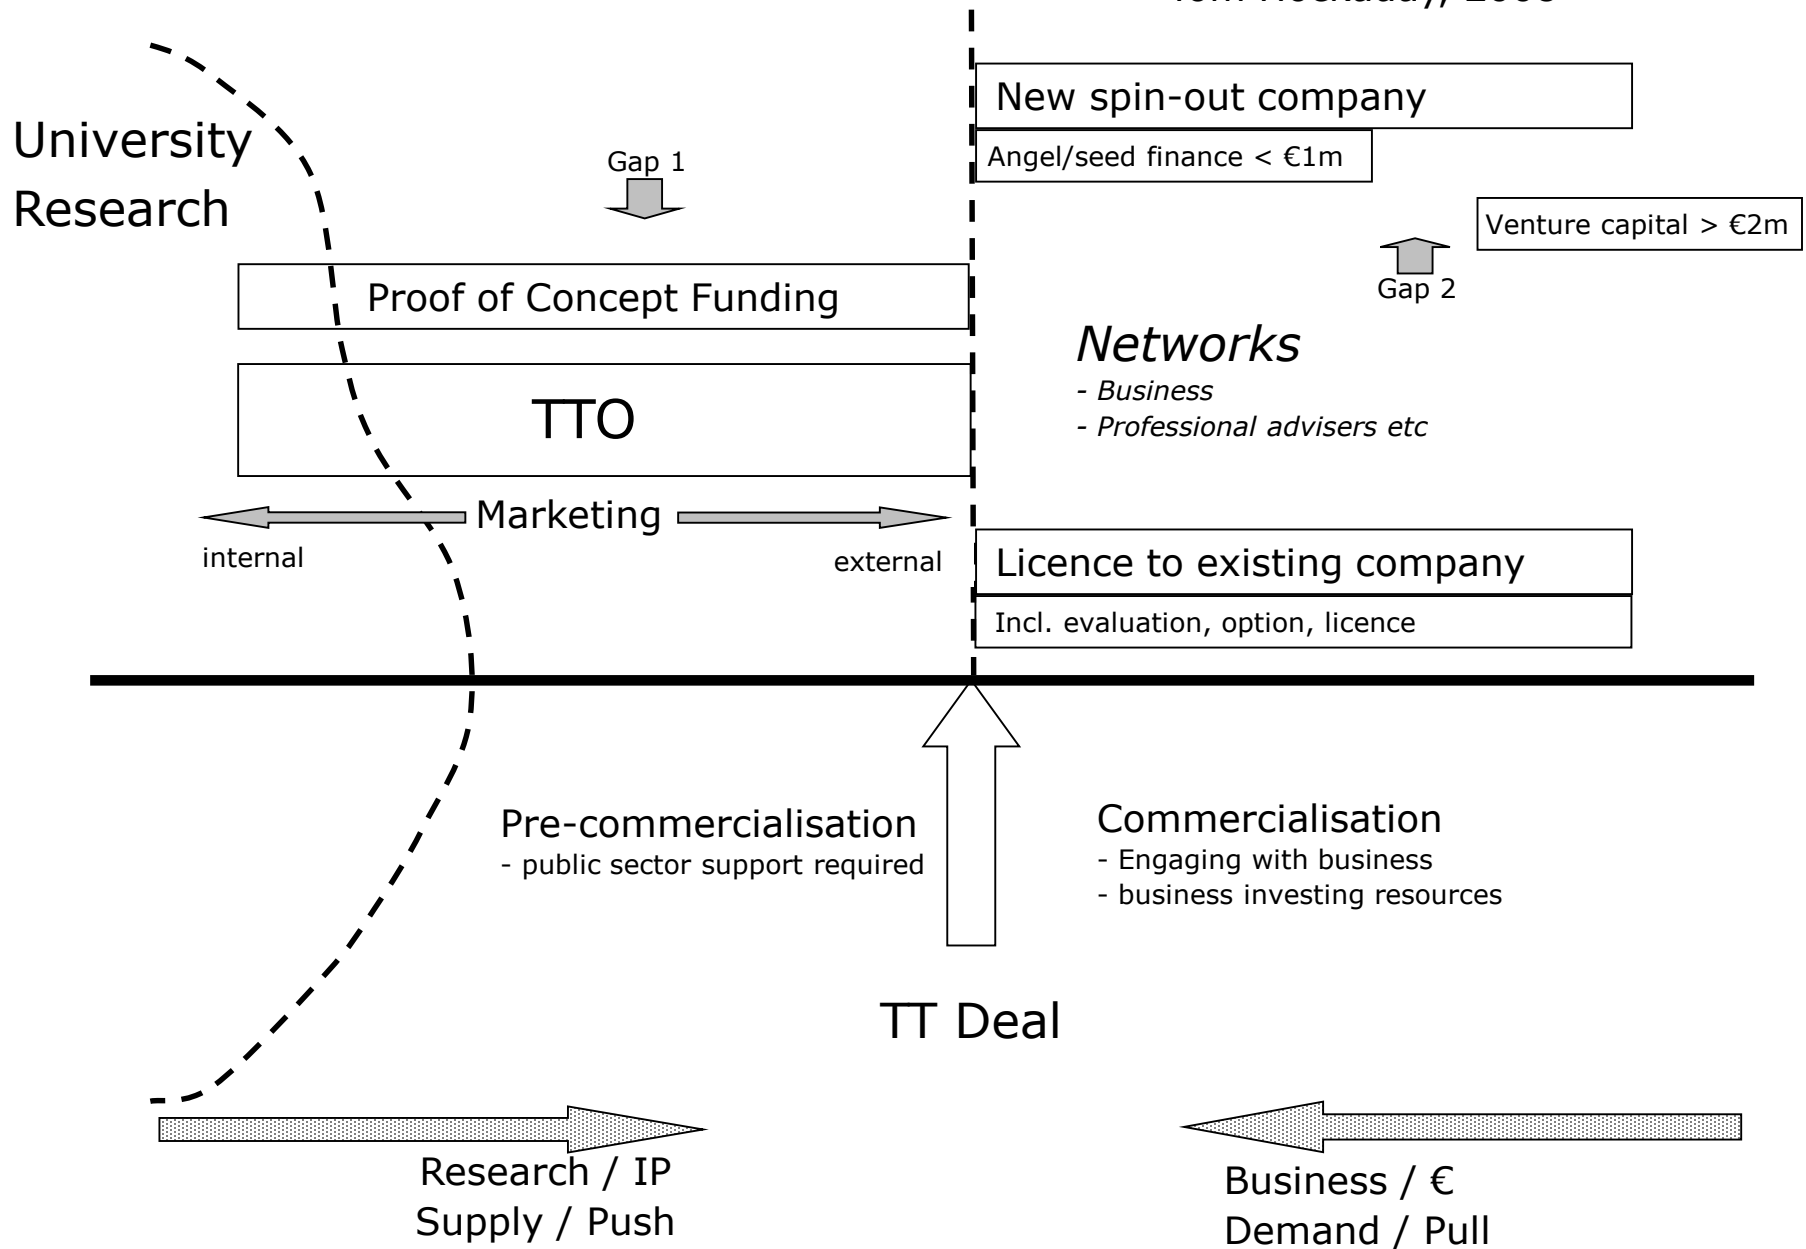 University
Research
Gap 1
Proof of Concept Funding
TTO
Marketing
internal
external
New spin-out company
Angel/seed finance < €1m
Venture capital > €2m
Gap 2
Networks
- Business
- Professional advisers etc
Licence to existing company
Incl. evaluation, option, licence
Pre-commercialisation
- public sector support required
Commercialisation
- Engaging with business
- business investing resources
TT Deal
Research / IP
Supply / Push
Business / €
Demand / Pull